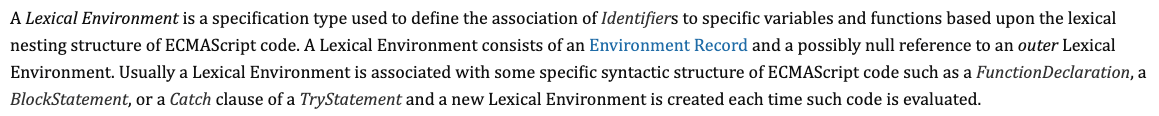 A Lexical Environment is a specification type used to define the association of Identifiers to specific variables and functions based upon the lexical
nesting structure of ECMAScript code. A Lexical Environment consists of an Environment Record and a possibly null reference to an outer Lexical
Environment. Usually a Lexical Environment is associated with some specific syntactic structure of ECMAScript code such as a FunctionDeclaration, a
BlockStatement, or a Catch clause of a TryStatement and a new Lexical Environment is created each time such code is evaluated.